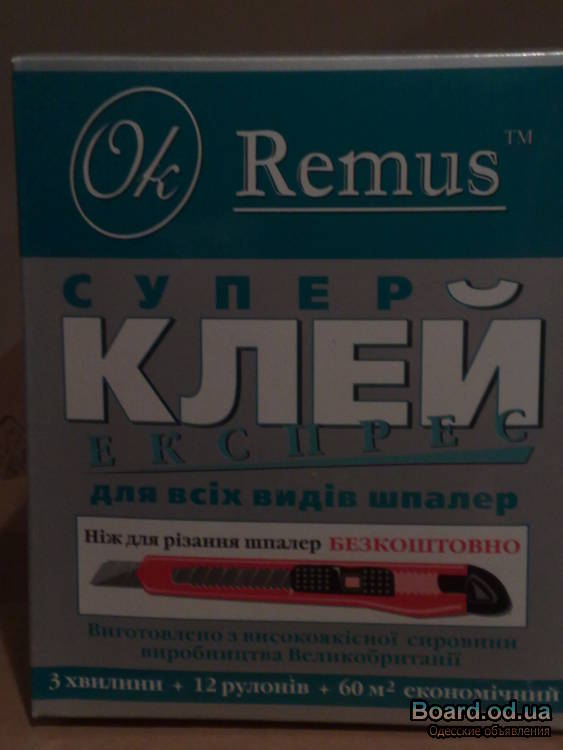 Ok Remus™
СУПЕР
КЛЕЙ
ЕКСПРЕС
для всіх видів шпалер
Ніж для різання шпалер БЕЗКОШТОВНО
Виготовлено з високоякісної сировини
виробництва Великобританії
3 хвилини + 12 рулонів + 60 м² економічний
Board.od.ua
Одесские объявления